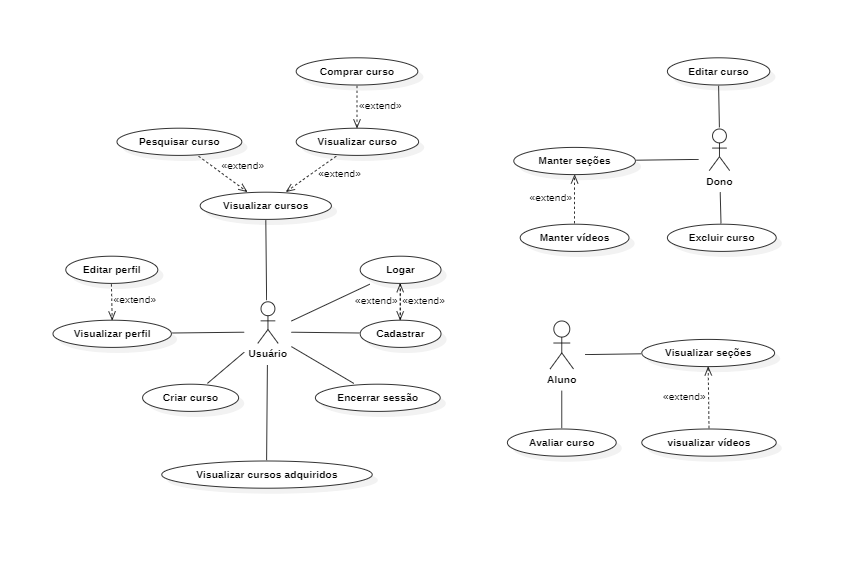 Comprar curso
«extend»
Pesquisar curso
Visualizar curso
«extend»
«extend»
Visualizar cursos
Editar perfil
Logar
«extend»
«extend»
«extend»
Visualizar perfil
Cadastrar
Usuário
Criar curso
Encerrar sessão
Visualizar cursos adquiridos
Editar curso
Manter seções
Dono
«extend»
Manter vídeos
Excluir curso
Visualizar seções
Aluno
«extend»
Avaliar curso
visualizar vídeos